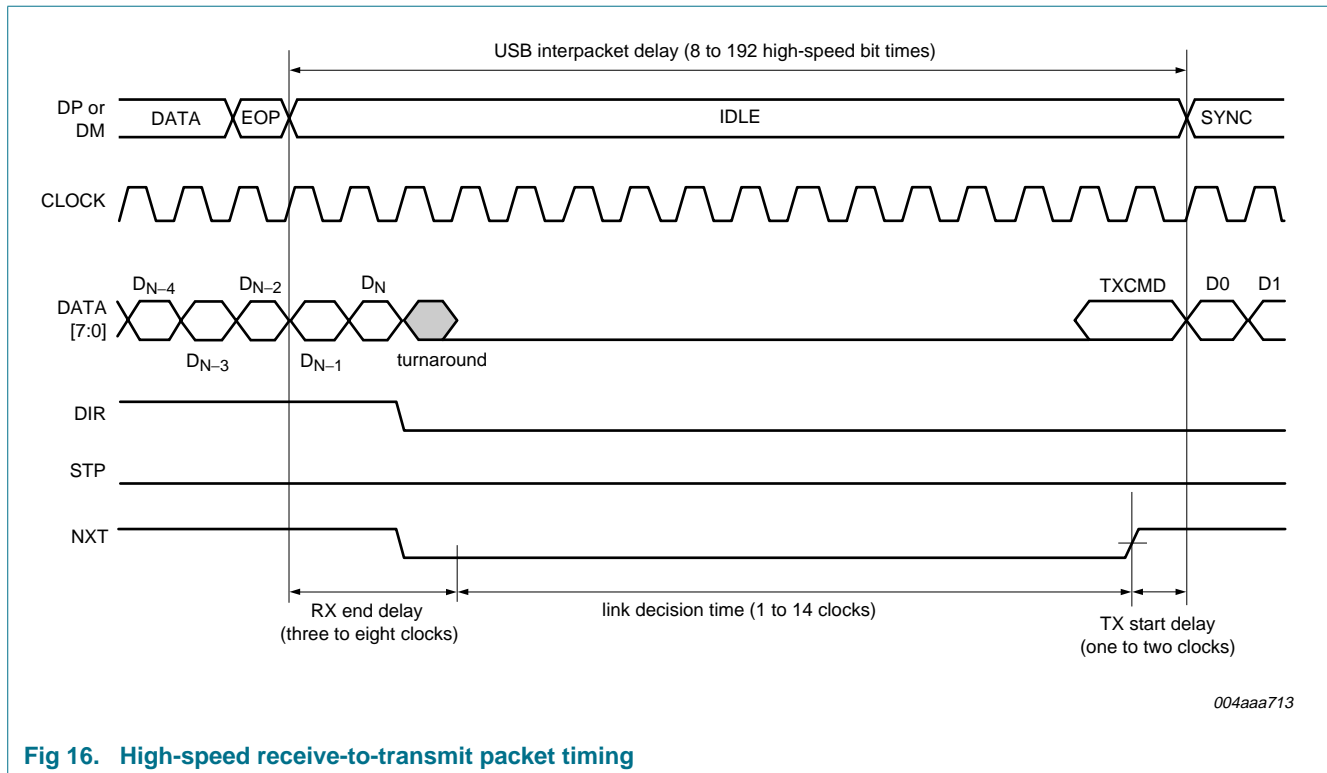 USB interpacket delay (8 to 192 high-speed bit times)
DP or
DM
DATA
EOP
IDLE
SYNC
CLOCK
DATA
[7:0]
DN−4
DN−3
DN−2
DN−1
DN
turnaround
TXCMD
D0
D1
DIR
STP
NXT
RX end delay
(three to eight clocks)
link decision time (1 to 14 clocks)
TX start delay
(one to two clocks)
004aaa713
Fig 16. High-speed receive-to-transmit packet timing